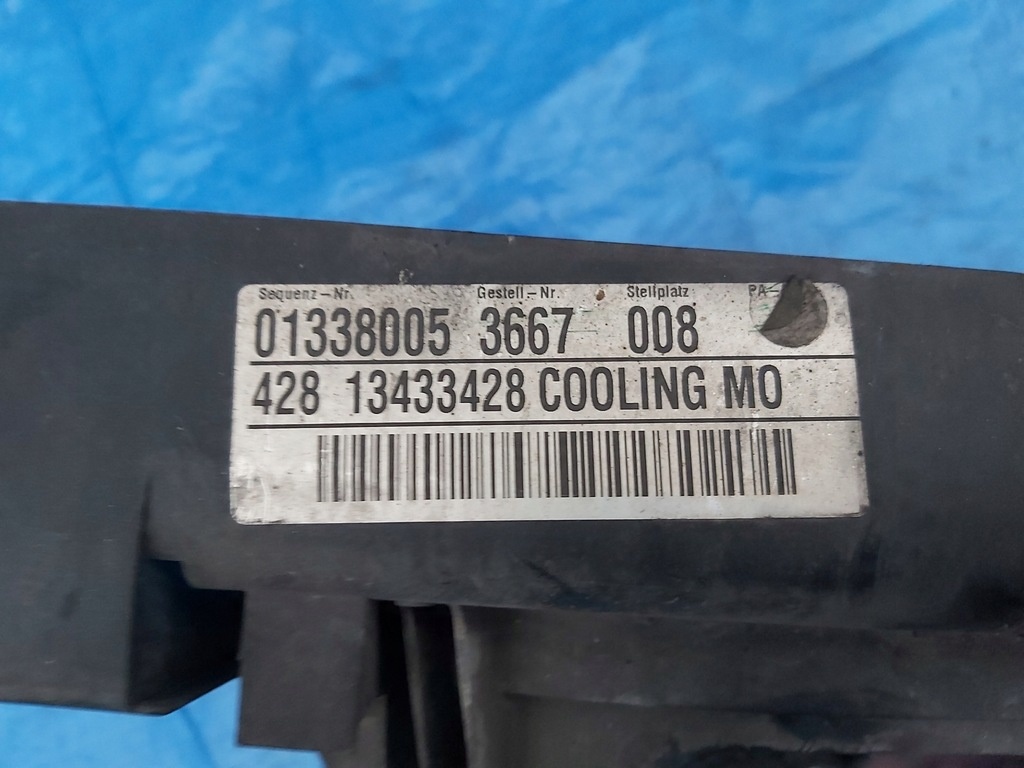 Sequenz-Nr. Gestell.-Nr. Stellplatz PA-
01338005 3667 008
428 13433428 COOLING MO